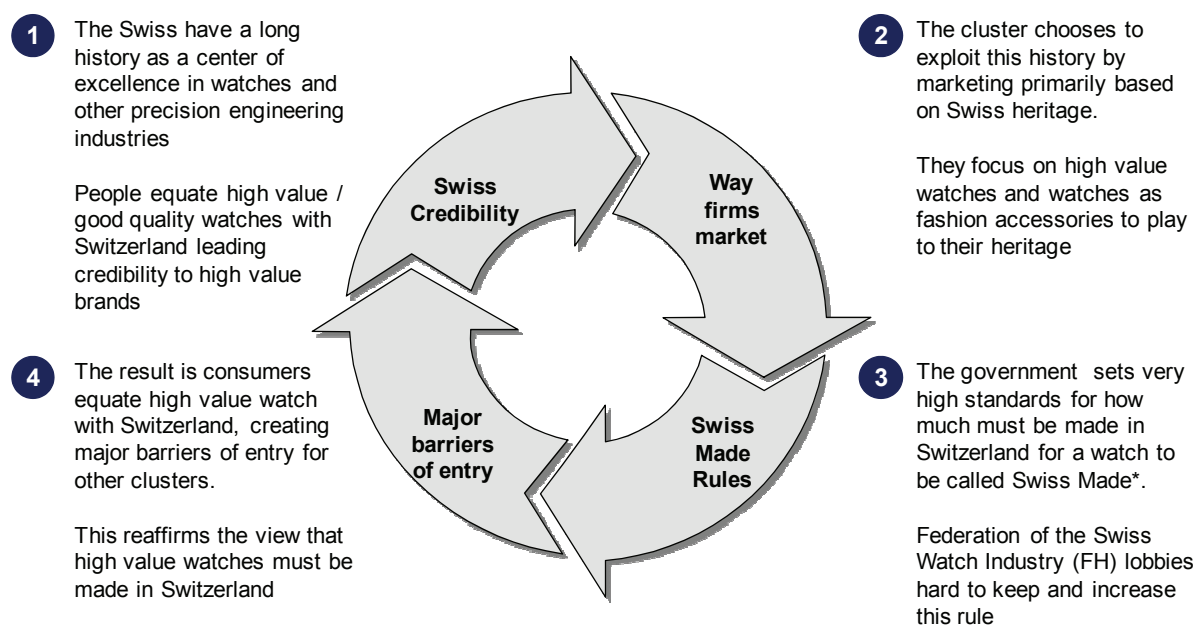 1
The Swiss have a long
history as a center of
excellence in watches and
other precision engineering
industries
People equate high value /
good quality watches with
Switzerland leading
credibility to high value
brands
2
The cluster chooses to
exploit this history by
marketing primarily based
on Swiss heritage.
They focus on high value
watches and watches as
fashion accessories to play
to their heritage
Swiss
Credibility
Way
firms
market
4
The result is consumers
equate high value watch
with Switzerland, creating
major barriers of entry for
other clusters.
This reaffirms the view that
high value watches must be
made in Switzerland
Major
barriers
of entry
Swiss
Made
Rules
3
The government sets very
high standards for how
much must be made in
Switzerland for a watch to
be called Swiss Made*.
Federation of the Swiss
Watch Industry (FH) lobbies
hard to keep and increase
this rule